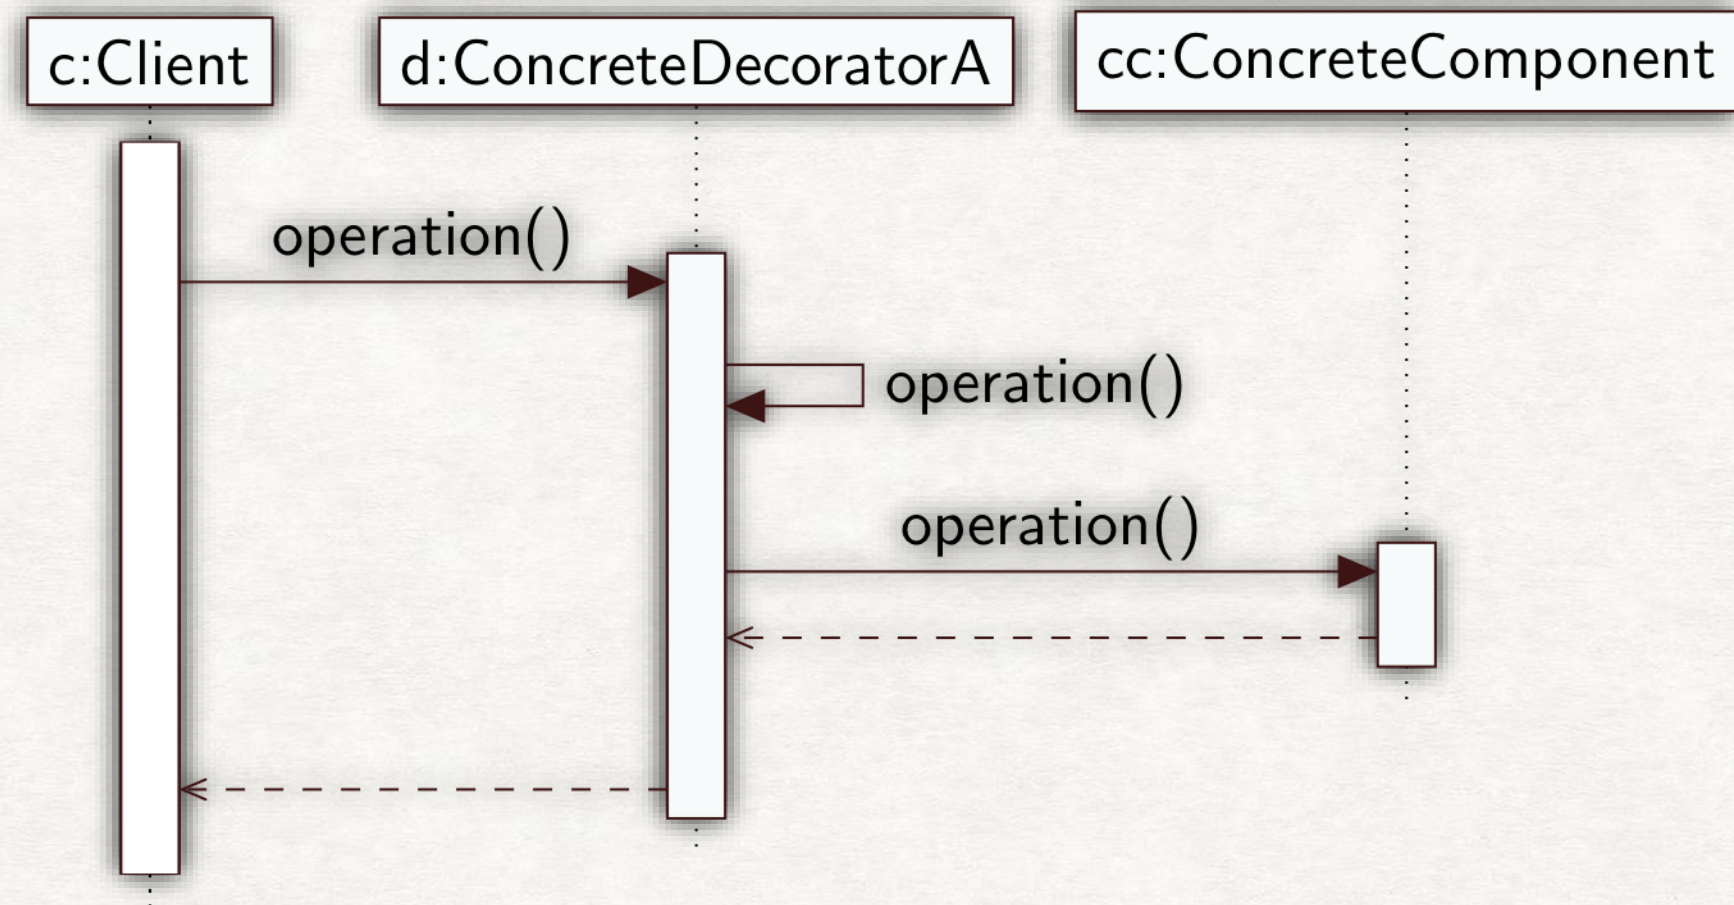 c:Client
d:ConcreteDecoratorA
cc:ConcreteComponent
operation()
operation()
operation()